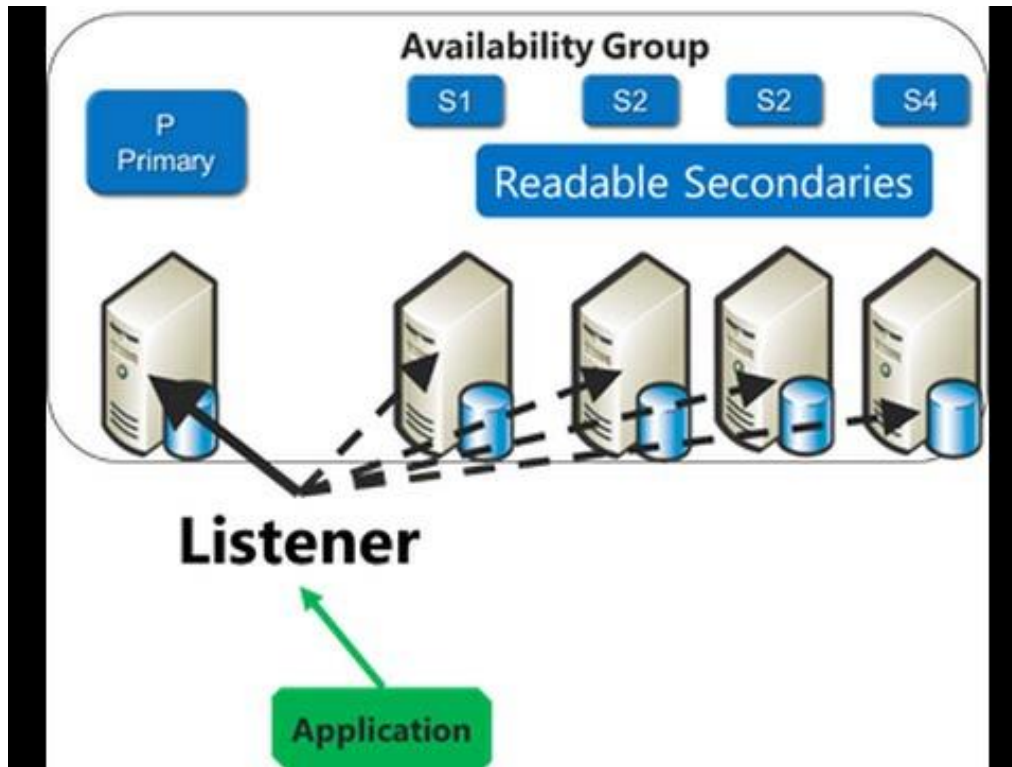 Availability Group
P
Primary
S1
S2
S2
S4
Readable Secondaries
Listener
Application